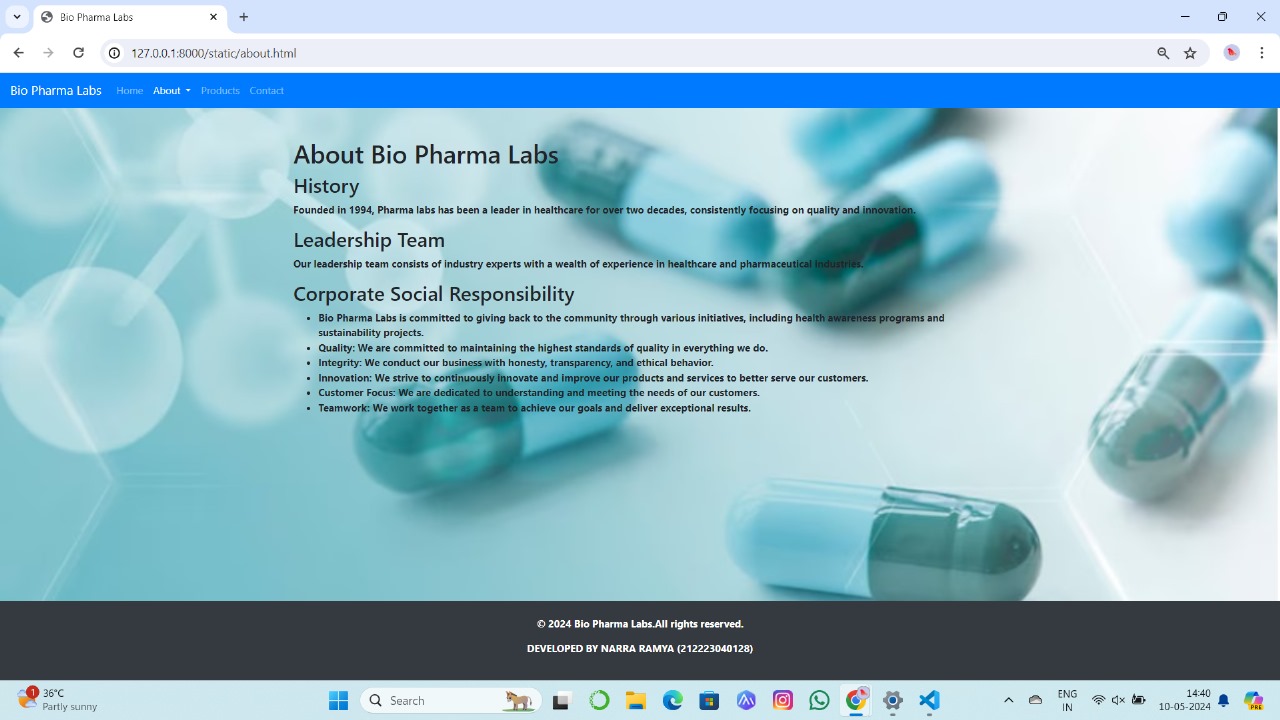 Bio Pharma Labs
127.0.0.1:8000/static/about.html
Bio Pharma Labs Home About Products Contact
About Bio Pharma Labs
History
Founded in 1994, Pharma labs has been a leader in healthcare for over two decades, consistently focusing on quality and innovation.
Leadership Team
Our leadership team consists of industry experts with a wealth of experience in healthcare and pharmaceutical industries.
Corporate Social Responsibility
Bio Pharma Labs is committed to giving back to the community through various initiatives, including health awareness programs and
sustainability projects.
Quality: We are committed to maintaining the highest standards of quality in everything we do.
Integrity: We conduct our business with honesty, transparency, and ethical behavior.
Innovation: We strive to continuously innovate and improve our products and services to better serve our customers.
Customer Focus: We are dedicated to understanding and meeting the needs of our customers.
Teamwork: We work together as a team to achieve our goals and deliver exceptional results.
© 2024 Bio Pharma Labs.All rights reserved.
DEVELOPED BY NARRA RAMYA (212223040128)
1 36°C
Partly sunny
Search
ENG
IN
14:40
10-05-2024
PRE